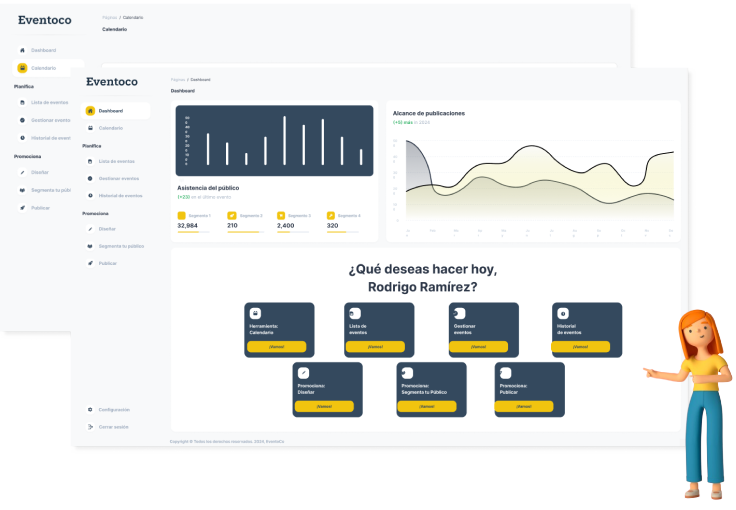 Eventoco
Páginas / Calendario
Calendario
Dashboard
Calendario
Planifica
Lista de eventos
Gestionar evento
Historial de event
Promociona
Diseñar
Segmenta tu públ
Publicar
Eventoco
Páginas / Dashboard
Dashboard
Dashboard
Calendario
Planifica
Lista de eventos
Gestionar eventos
Historial de eventos
Promociona
Diseñar
Segmenta tu público
Publicar
Configuración
Cerrar sesión
Asistencia del público
(+23) en el último evento
Segmento 1
32,984
Segmento 2
210
Segmento 3
2,400
Segmento 4
320
Alcance de publicaciones
(+5) más in 2024
¿Qué deseas hacer hoy,
Rodrigo Ramírez?
Herramienta:
Calendario
¡Vamos!
Lista de
eventos
¡Vamos!
Gestionar
eventos
¡Vamos!
Historial
de eventos
¡Vamos!
Promociona:
Diseñar
¡Vamos!
Promociona:
Segmenta tu Público
¡Vamos!
Promociona:
Publicar
¡Vamos!
Copyright © Todos los derechos reservados. 2024, EventoCo